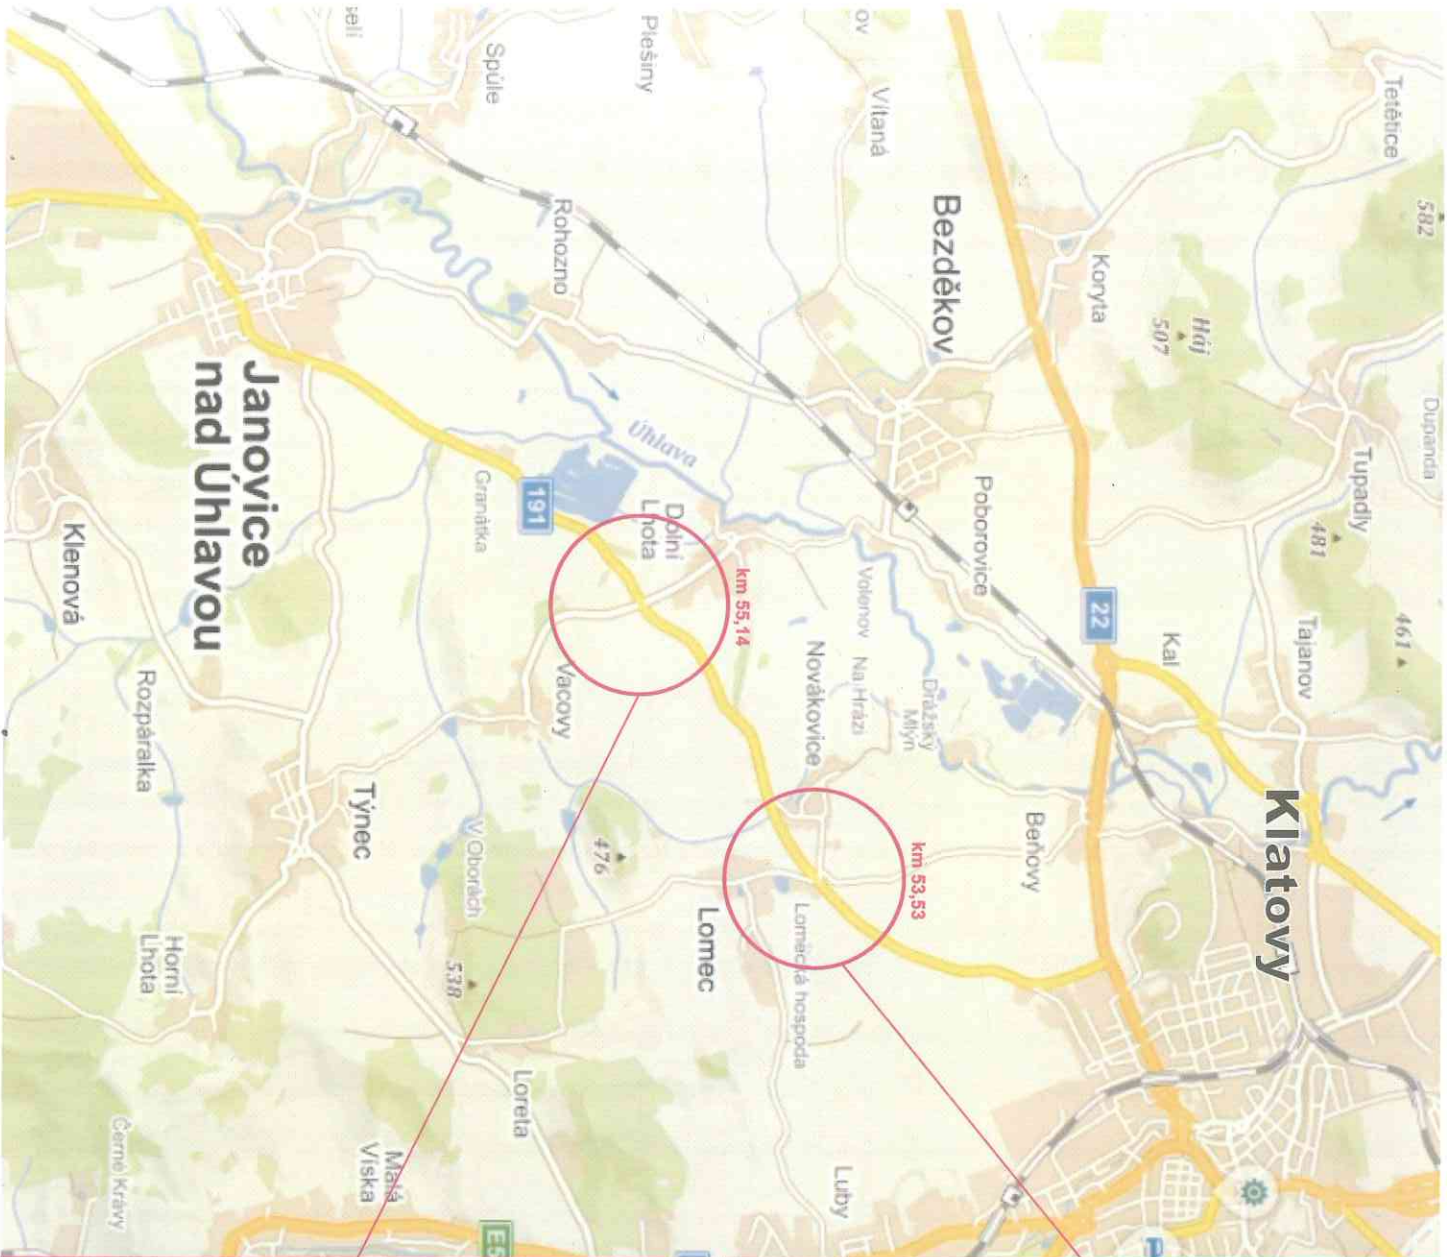 582
Dupanda
Tetětice
461
Tupadly
481
Tajanov
Klatovy
Háj
507
Kal
Koryta
22
P
Beňovy
Poborovice
Bezděkov
Drážský
Mlýn
km 53,53
Vítaná
Volenov
Na Hrázi
Novákovice
Luby
Lomecká hospoda
km 55,14
Lomec
Úhlava
Dolní
Lhota
Plešiny
476
Rohozno
Vacovy
191
Loreta
Spůle
Granátka
V Oborách
538
E5
Týnec
Malá
Víska
Janovice
nad Úhlavou
Horní
Lhota
Rozpáralka
Černé Krávy
Klenová